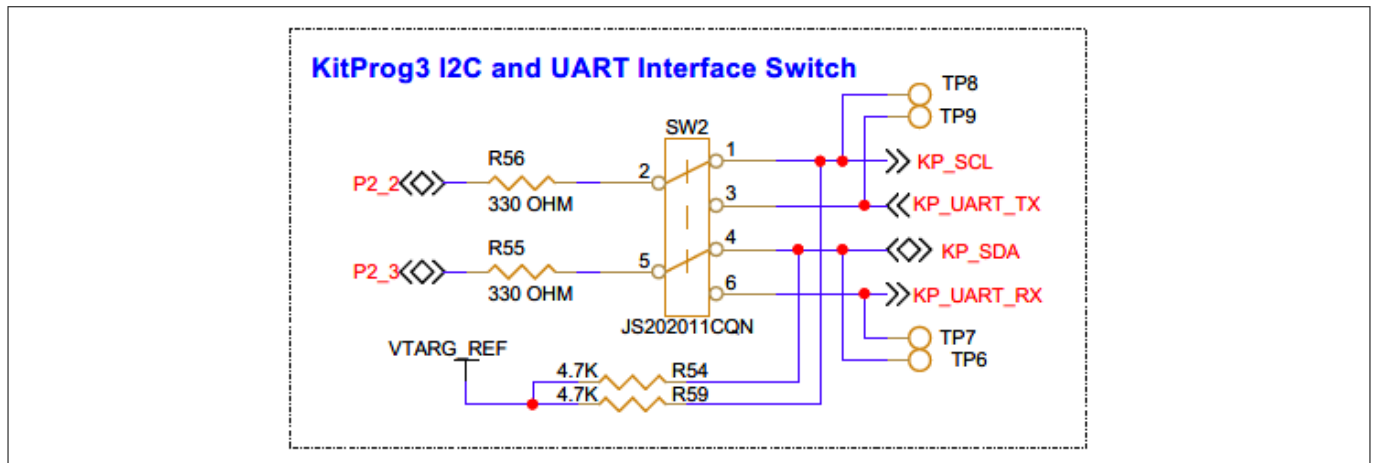 KitProg3 I2C and UART Interface Switch
TP8
TP9
SW2
1
R56
2
KP_SCL
P2_2
3
330 OHM
KP_UART_TX
R55
4
KP_SDA
P2_3
5
6
330 OHM
KP_UART_RX
JS202011CQN
TP7
VTARG_REF
TP6
4.7K R54
4.7K R59